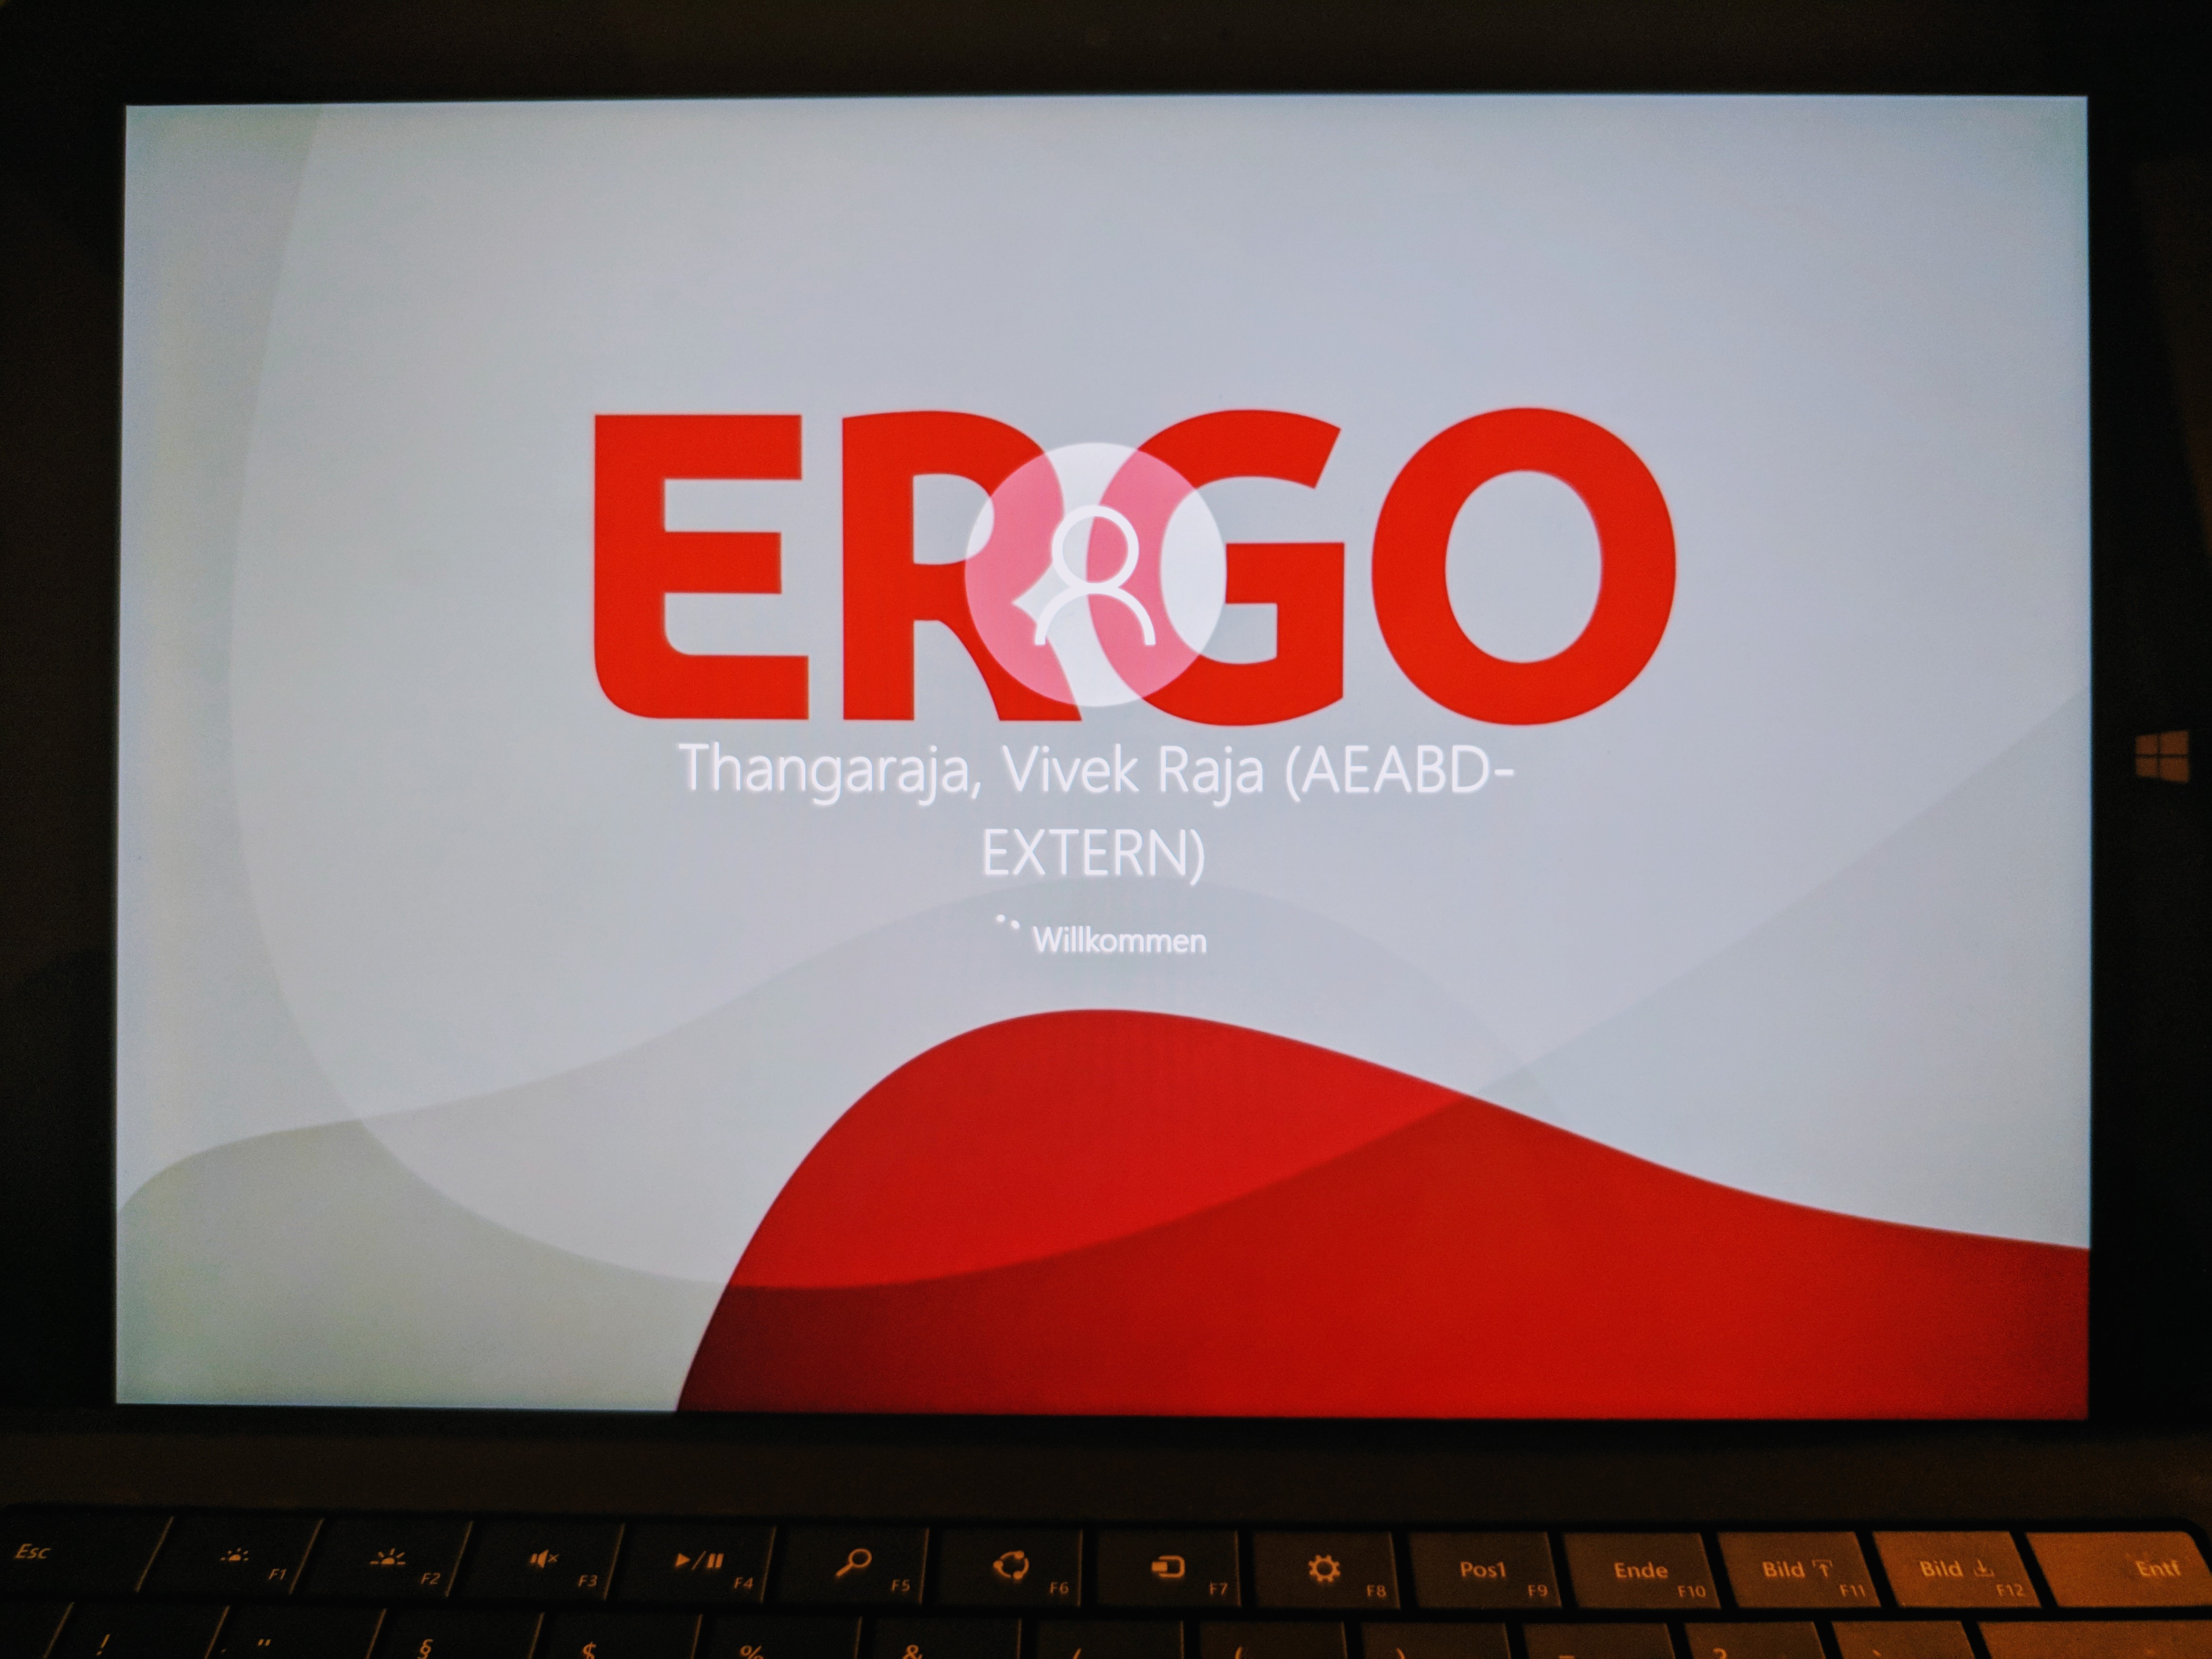 ERGO
Thangaraja, Vivek Raja (AEABD-
EXTERN)
Willkommen
Esc F1 F2 F3 F4 F5 F6 F7 F8 Pos1 F9 Ende F10 Bild F11 Bild F12 Entf
! " § $ % &